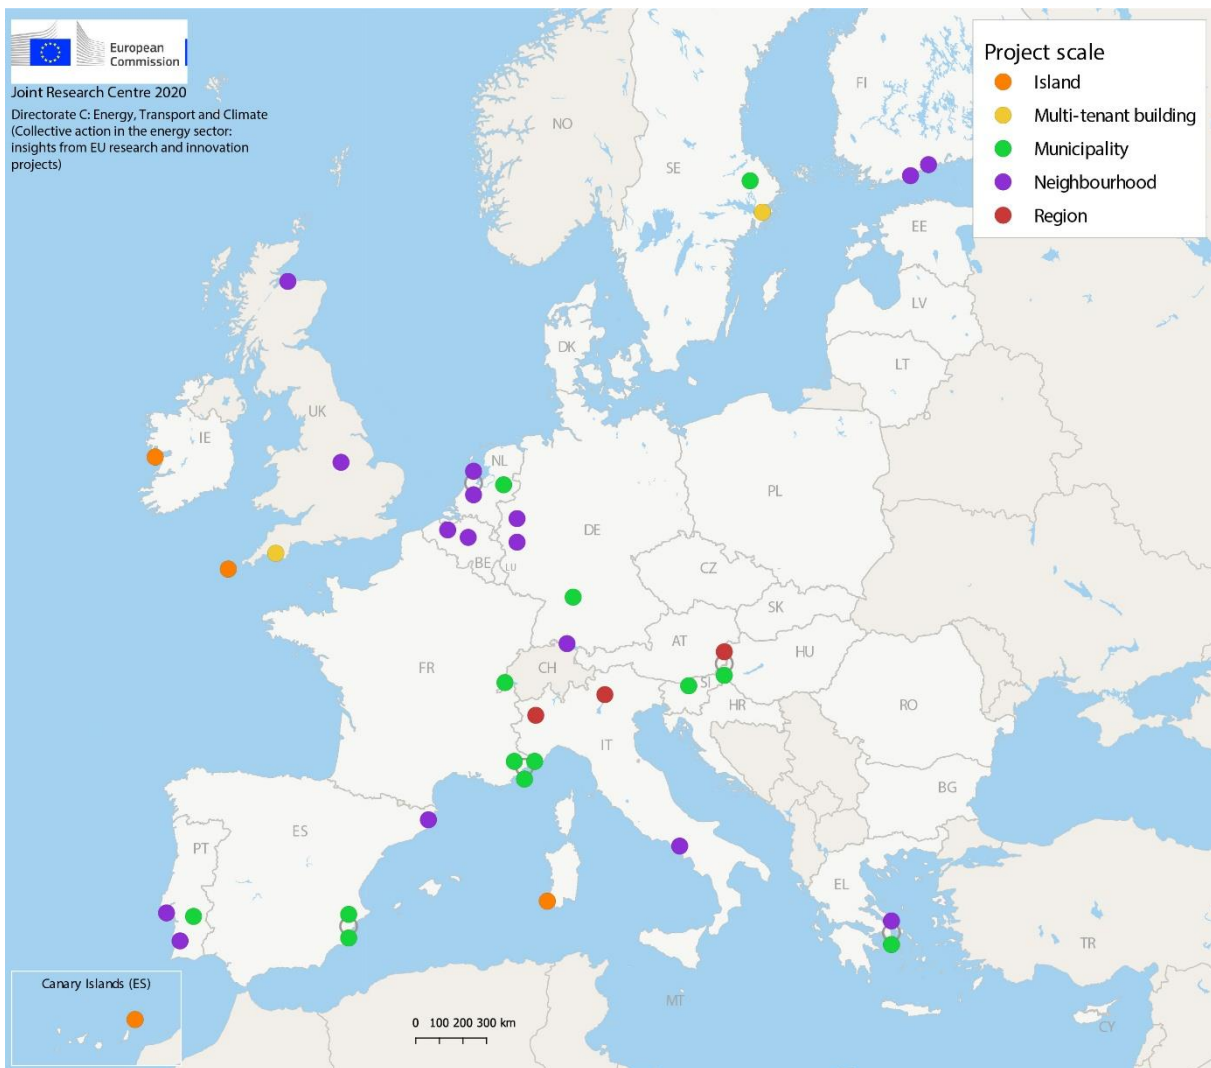 European
Commission
Joint Research Centre 2020
Directorate C: Energy, Transport and Climate
(Collective action in the energy sector:
insights from EU research and innovation
projects)
Project scale
Island
Multi-tenant building
Municipality
Neighbourhood
Region
FI
NO
SE
EE
LV
LT
DK
UK
IE
NL
PL
DE
BE
LU
CZ
SK
AT
HU
FR
CH
SI
HR
RO
IT
BG
ES
PT
EL
TR
MT
CY
Canary Islands (ES)
0 100 200 300 km